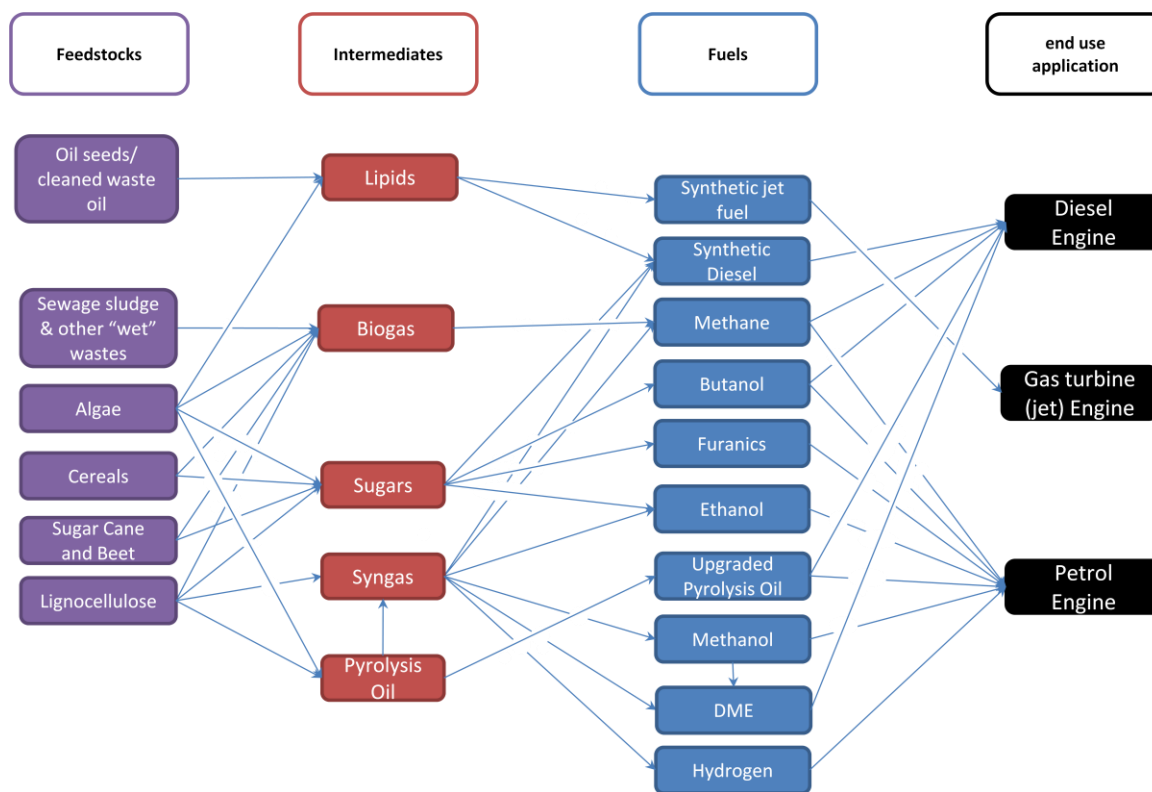 Feedstocks
Intermediates
Fuels
end use
application
Oil seeds/
cleaned waste
oil
Sewage sludge
& other “wet”
wastes
Algae
Cereals
Sugar Cane
and Beet
Lignocellulose
Lipids
Biogas
Sugars
Syngas
Pyrolysis
Oil
Synthetic jet
fuel
Synthetic
Diesel
Methane
Butanol
Furanics
Ethanol
Upgraded
Pyrolysis Oil
Methanol
DME
Hydrogen
Diesel
Engine
Gas turbine
(jet) Engine
Petrol
Engine